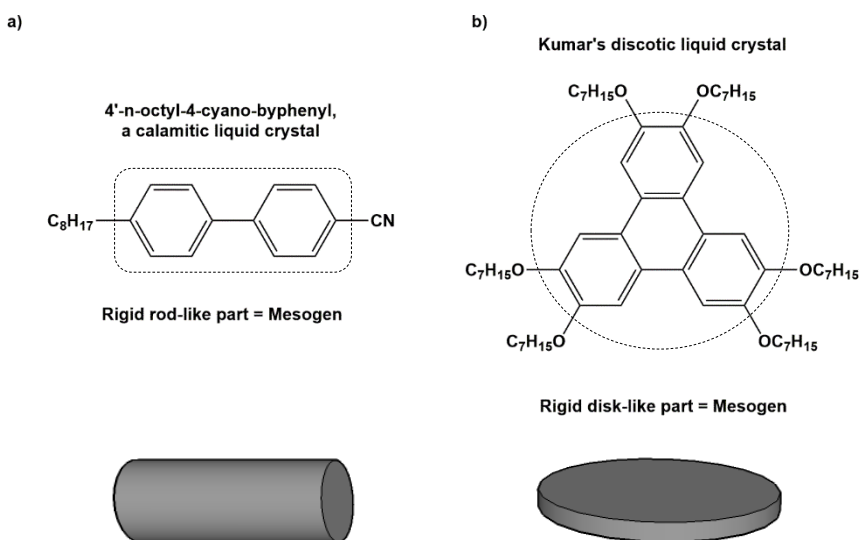 a)
4'-n-octyl-4-cyano-byphenyl,
a calamitic liquid crystal
C₈H₁₇
CN
Rigid rod-like part = Mesogen
b)
Kumar's discotic liquid crystal
C₇H₁₅O
OC₇H₁₅
C₇H₁₅O
OC₇H₁₅
C₇H₁₅O
OC₇H₁₅
Rigid disk-like part = Mesogen